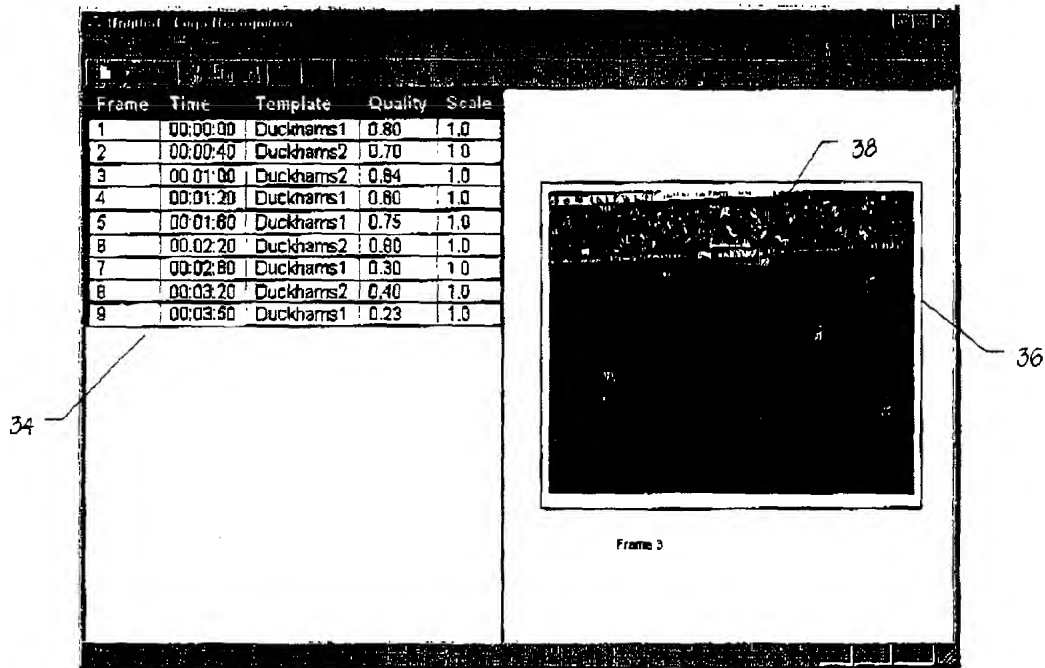 Untitled - Logo Recognition
Frame Time Template Quality Scale
1 00:00:00 Duckhams1 0.80 1.0
2 00:00:40 Duckhams2 0.70 1.0
3 00:01:00 Duckhams2 0.84 1.0
4 00:01:20 Duckhams1 0.80 1.0
5 00:01:60 Duckhams1 0.75 1.0
6 00:02:20 Duckhams2 0.80 1.0
7 00:02:80 Duckhams1 0.30 1.0
8 00:03:20 Duckhams2 0.40 1.0
9 00:03:50 Duckhams1 0.23 1.0
38
36
34
Frame 3